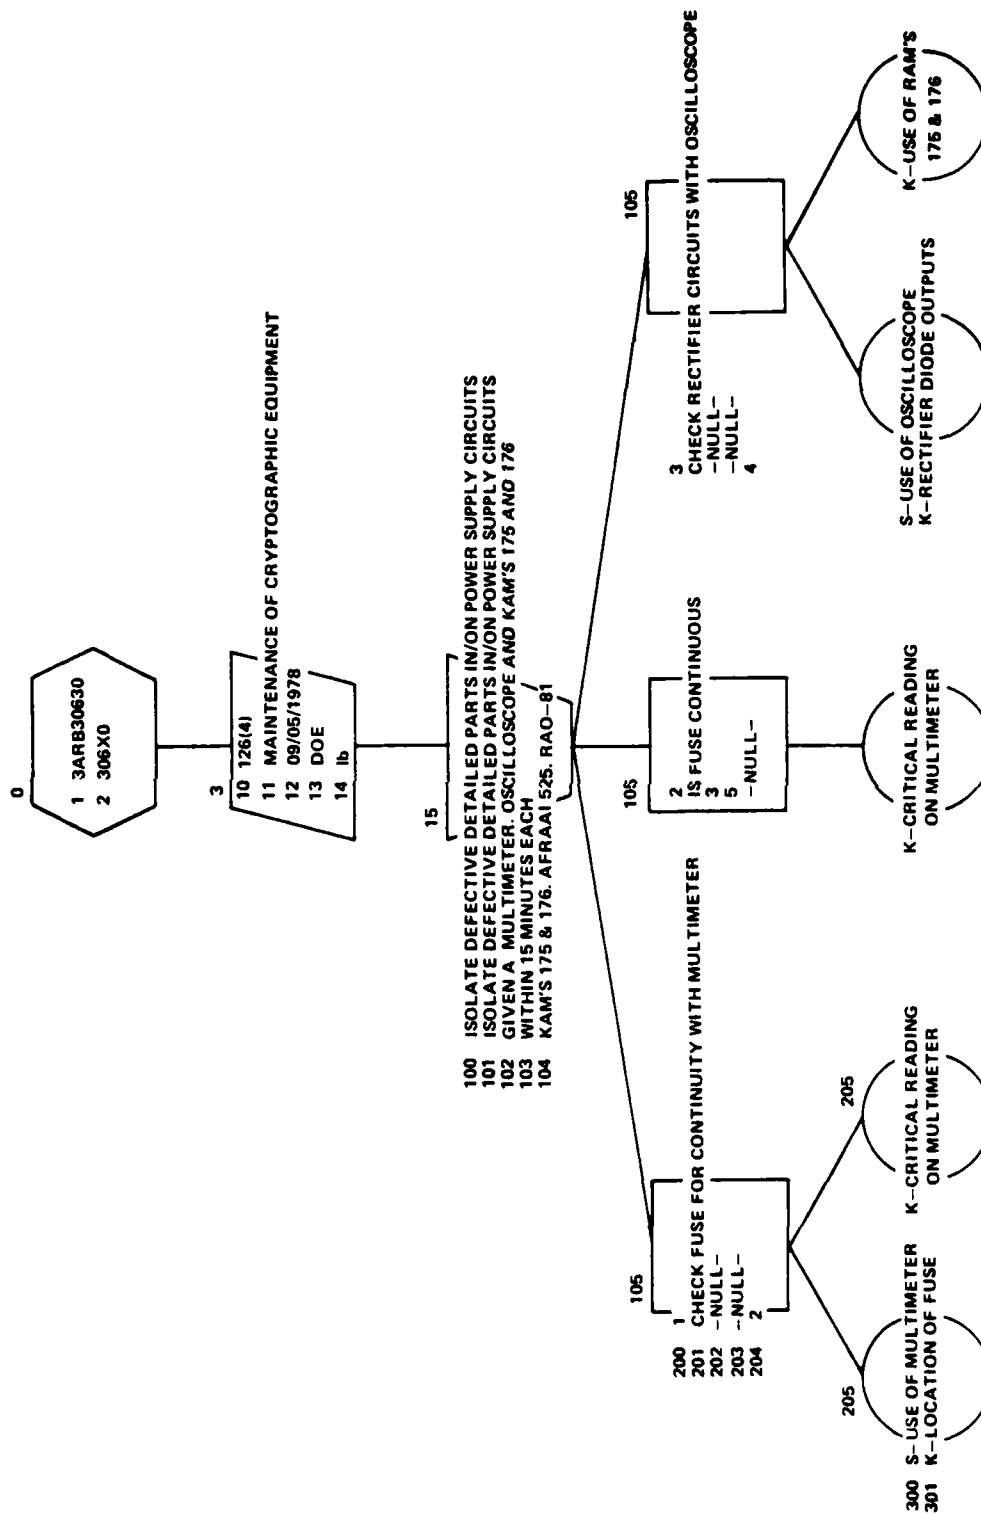 0
1 3ARB30630
2 306X0
3
10 126(4)
11 MAINTENANCE OF CRYPTOGRAPHIC EQUIPMENT
12 09/05/1978
13 DOE
14 Ib
15
100 ISOLATE DEFECTIVE DETAILED PARTS IN/ON POWER SUPPLY CIRCUITS
101 ISOLATE DEFECTIVE DETAILED PARTS IN/ON POWER SUPPLY CIRCUITS
102 GIVEN A MULTIMETER. OSCILLOSCOPE AND KAM'S 175 AND 176
103 WITHIN 15 MINUTES EACH
104 KAM'S 175 & 176. AFRAAI 525. RAO-81
105
200 1
201 CHECK FUSE FOR CONTINUITY WITH MULTIMETER
202 -NULL-
203 -NULL-
204 2
105
2
IS FUSE CONTINUOUS
3
5
-NULL-
105
3
CHECK RECTIFIER CIRCUITS WITH OSCILLOSCOPE
-NULL-
-NULL-
4
205
300 S-USE OF MULTIMETER
301 K-LOCATION OF FUSE
205
K-CRITICAL READING
ON MULTIMETER
K-CRITICAL READING
ON MULTIMETER
S-USE OF OSCILLOSCOPE
K-RECTIFIER DIODE OUTPUTS
K-USE OF RAM'S
175 & 176